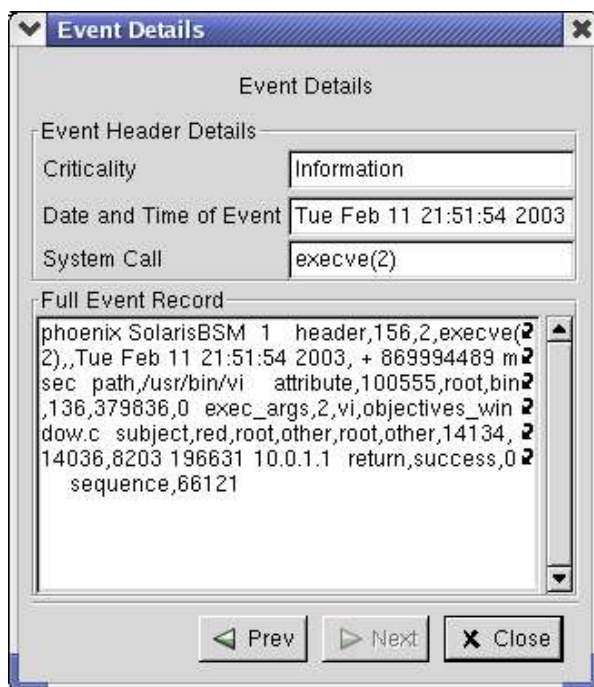 Event Details
Event Details
Event Header Details
Criticality
Information
Date and Time of Event
Tue Feb 11 21:51:54 2003
System Call
execve(2)
Full Event Record
phoenix SolarisBSM 1 header,156,2,execve(
2),,Tue Feb 11 21:51:54 2003, + 869994489 m
sec path,/usr/bin/vi attribute,100555,root,bin
,136,379836,0 exec_args,2,vi,objectives_win
dow.c subject,red,root,other,root,other,14134,
14036,8203 196631 10.0.1.1 return,success,0
sequence,66121
Prev
Next
Close